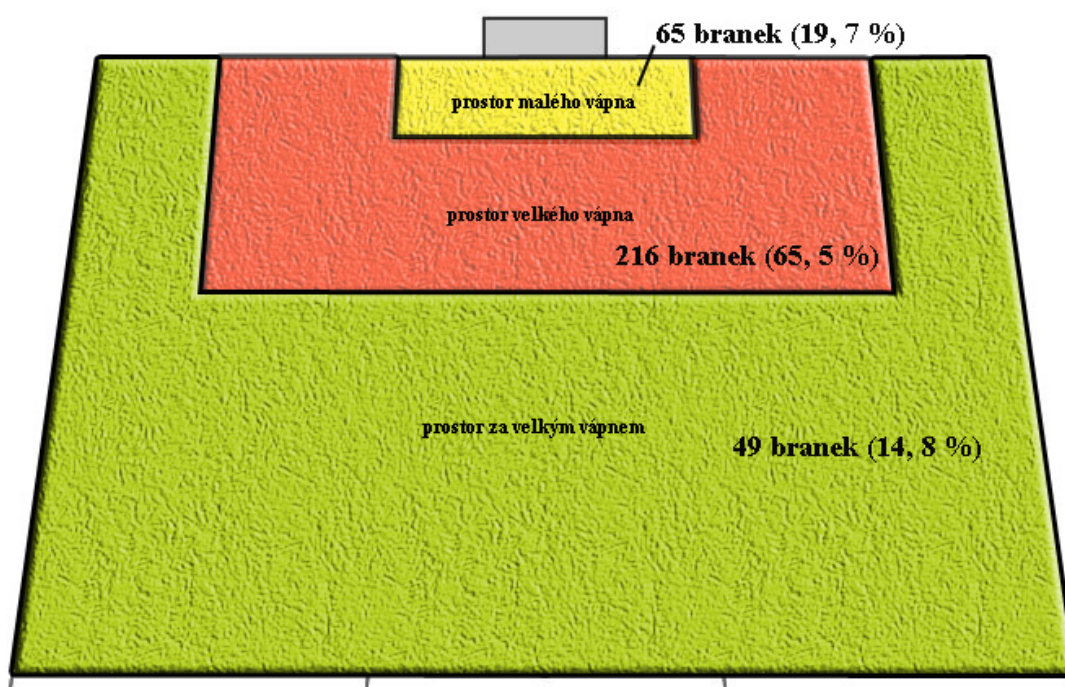 65 branek (19, 7 %)
prostor malého vápna
prostor velkého vápna
216 branek (65, 5 %)
prostor za velkým vápnem
49 branek (14, 8 %)